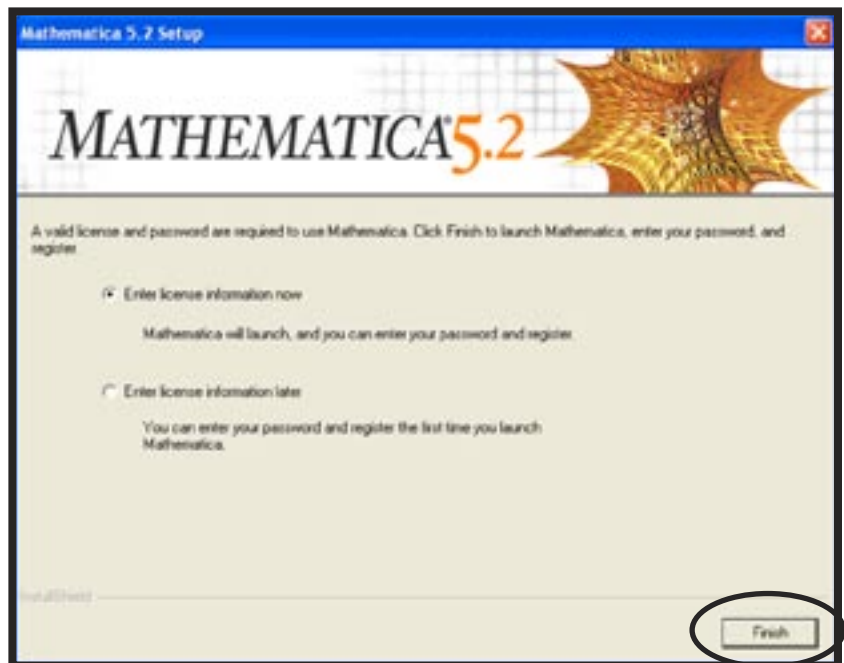 Mathematica 5.2 Setup
MATHEMATICA 5.2
A valid license and password are required to use Mathematica. Click Finish to launch Mathematica, enter your password, and
register.
Enter license information now
Mathematica will launch, and you can enter your password and register.
Enter license information later
You can enter your password and register the first time you launch
Mathematica.
InstallShield
Finish